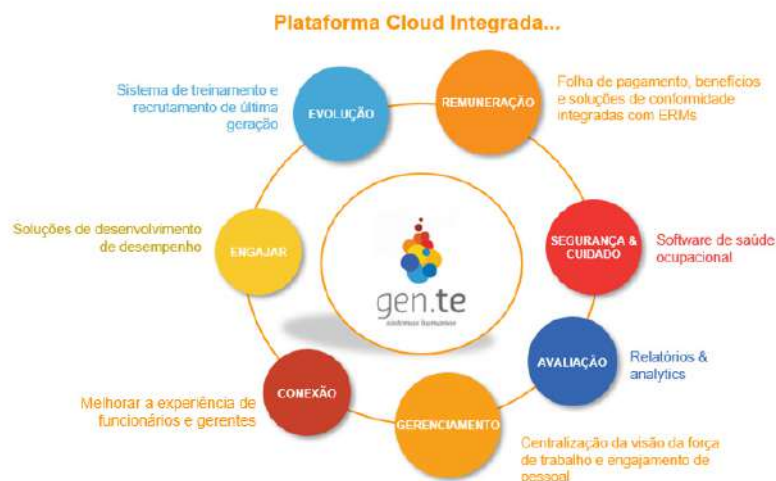 Plataforma Cloud Integrada...
Sistema de treinamento e
recrutamento de última
geração
EVOLUÇÃO
REMUNERAÇÃO
Folha de pagamento, benefícios
e soluções de conformidade
integradas com ERMs
Soluções de desenvolvimento
de desempenho
ENGAJAR
gen.te
sistemas humanos
SEGURANÇA &
CUIDADO
Software de saúde
ocupacional
AVALIAÇÃO
Relatórios &
analytics
CONEXÃO
Melhorar a experiência de
funcionários e gerentes
GERENCIAMENTO
Centralização da visão da força
de trabalho e engajamento de
pessoal